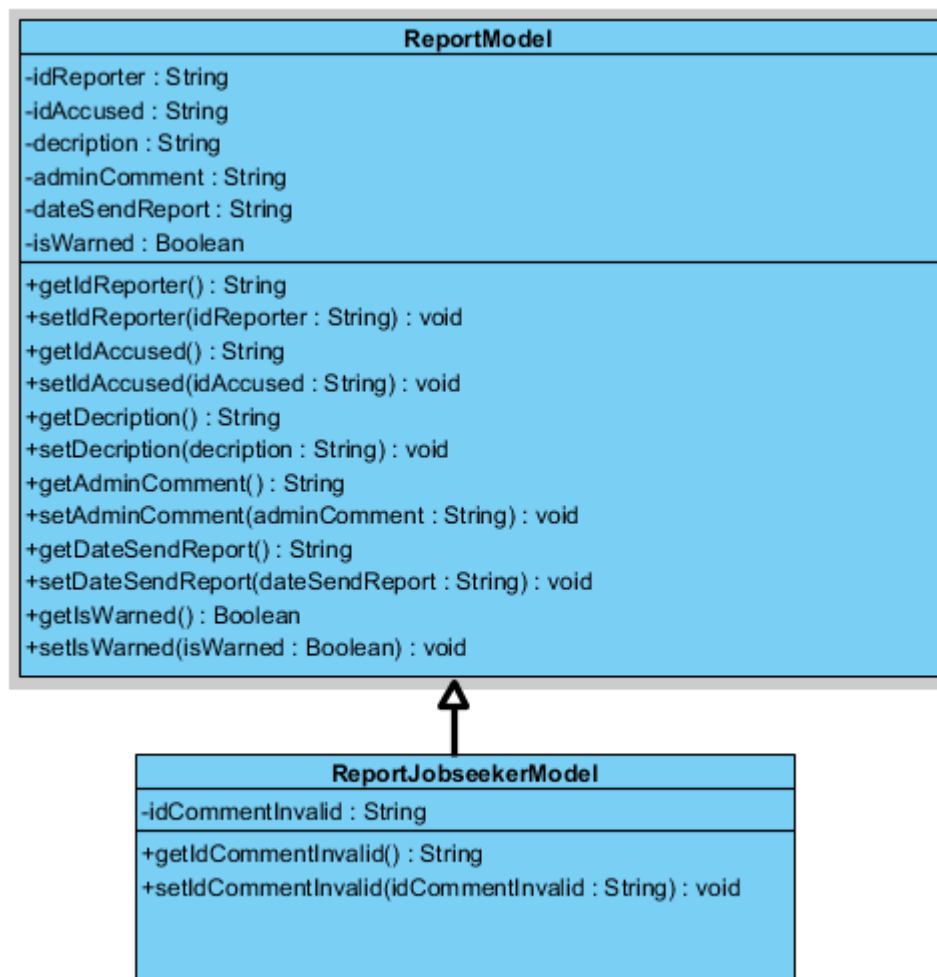 ReportModel
-idReporter : String
-idAccused : String
-decription : String
-adminComment : String
-dateSendReport : String
-isWarned : Boolean
+getIdReporter() : String
+setIdReporter(idReporter : String) : void
+getIdAccused() : String
+setIdAccused(idAccused : String) : void
+getDecription() : String
+setDecription(decription : String) : void
+getAdminComment() : String
+setAdminComment(adminComment : String) : void
+getDateSendReport() : String
+setDateSendReport(dateSendReport : String) : void
+getIsWarned() : Boolean
+setIsWarned(isWarned : Boolean) : void
ReportJobseekerModel
-idCommentInvalid : String
+getIdCommentInvalid() : String
+setIdCommentInvalid(idCommentInvalid : String) : void